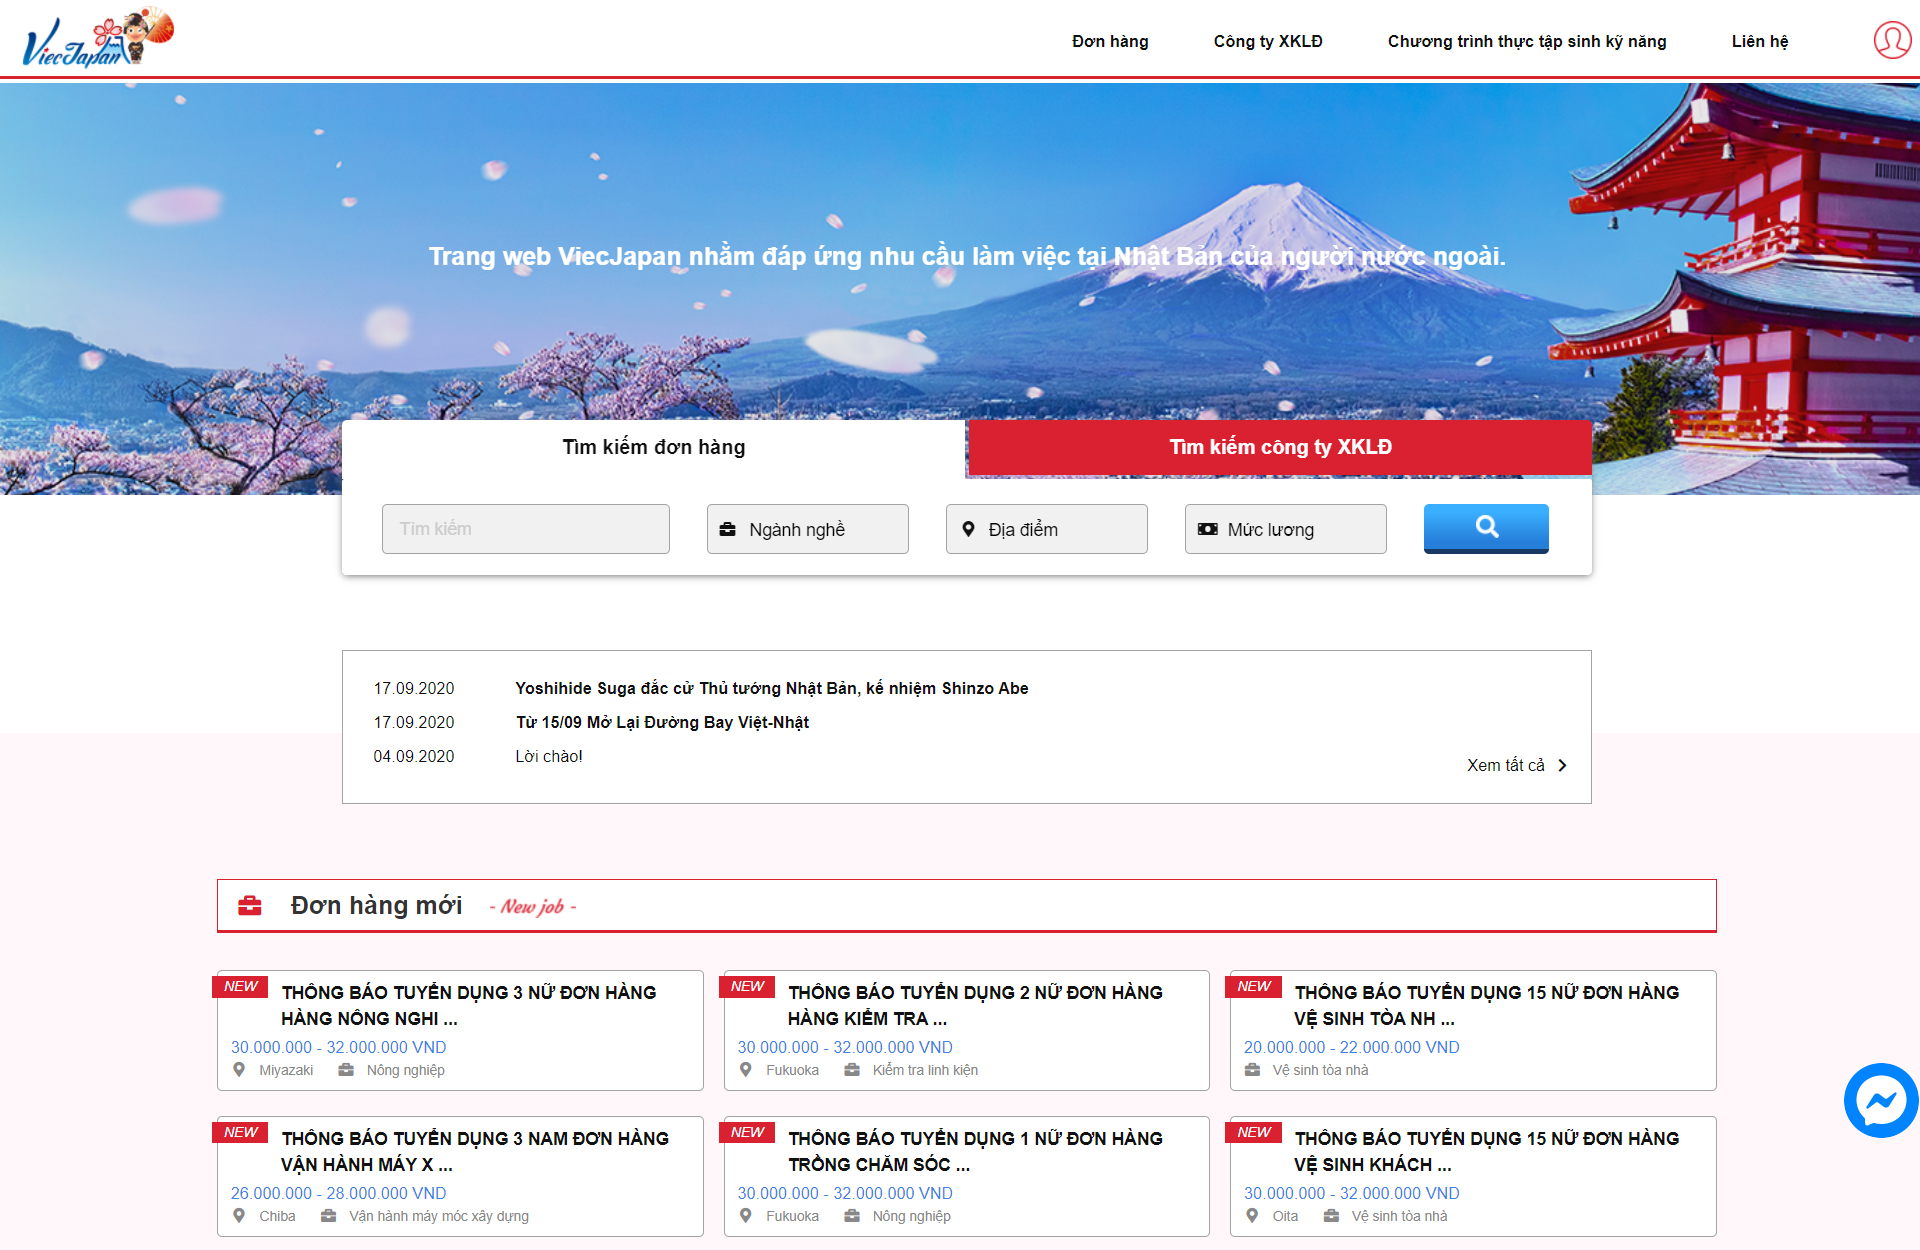 ViecJapan
Đơn hàng
Công ty XKLĐ
Chương trình thực tập sinh kỹ năng
Liên hệ
Trang web ViecJapan nhằm đáp ứng nhu cầu làm việc tại Nhật Bản của người nước ngoài.
Tìm kiếm đơn hàng
Tìm kiếm công ty XKLĐ
Tìm kiếm
Ngành nghề
Địa điểm
Mức lương
17.09.2020 Yoshihide Suga đắc cử Thủ tướng Nhật Bản, kế nhiệm Shinzo Abe
17.09.2020 Từ 15/09 Mở Lại Đường Bay Việt-Nhật
04.09.2020 Lời chào!
Xem tất cả
Đơn hàng mới - New job -
NEW THÔNG BÁO TUYỂN DỤNG 3 NỮ ĐƠN HÀNG
HÀNG NÔNG NGHI ...
30.000.000 - 32.000.000 VND
Miyazaki Nông nghiệp
NEW THÔNG BÁO TUYỂN DỤNG 2 NỮ ĐƠN HÀNG
HÀNG KIỂM TRA ...
30.000.000 - 32.000.000 VND
Fukuoka Kiểm tra linh kiện
NEW THÔNG BÁO TUYỂN DỤNG 15 NỮ ĐƠN HÀNG
VỆ SINH TÒA NH ...
20.000.000 - 22.000.000 VND
Vệ sinh tòa nhà
NEW THÔNG BÁO TUYỂN DỤNG 3 NAM ĐƠN HÀNG
VẬN HÀNH MÁY X ...
26.000.000 - 28.000.000 VND
Chiba Vận hành máy móc xây dựng
NEW THÔNG BÁO TUYỂN DỤNG 1 NỮ ĐƠN HÀNG
TRỒNG CHĂM SÓC ...
30.000.000 - 32.000.000 VND
Fukuoka Nông nghiệp
NEW THÔNG BÁO TUYỂN DỤNG 15 NỮ ĐƠN HÀNG
VỆ SINH KHÁCH ...
30.000.000 - 32.000.000 VND
Oita Vệ sinh tòa nhà